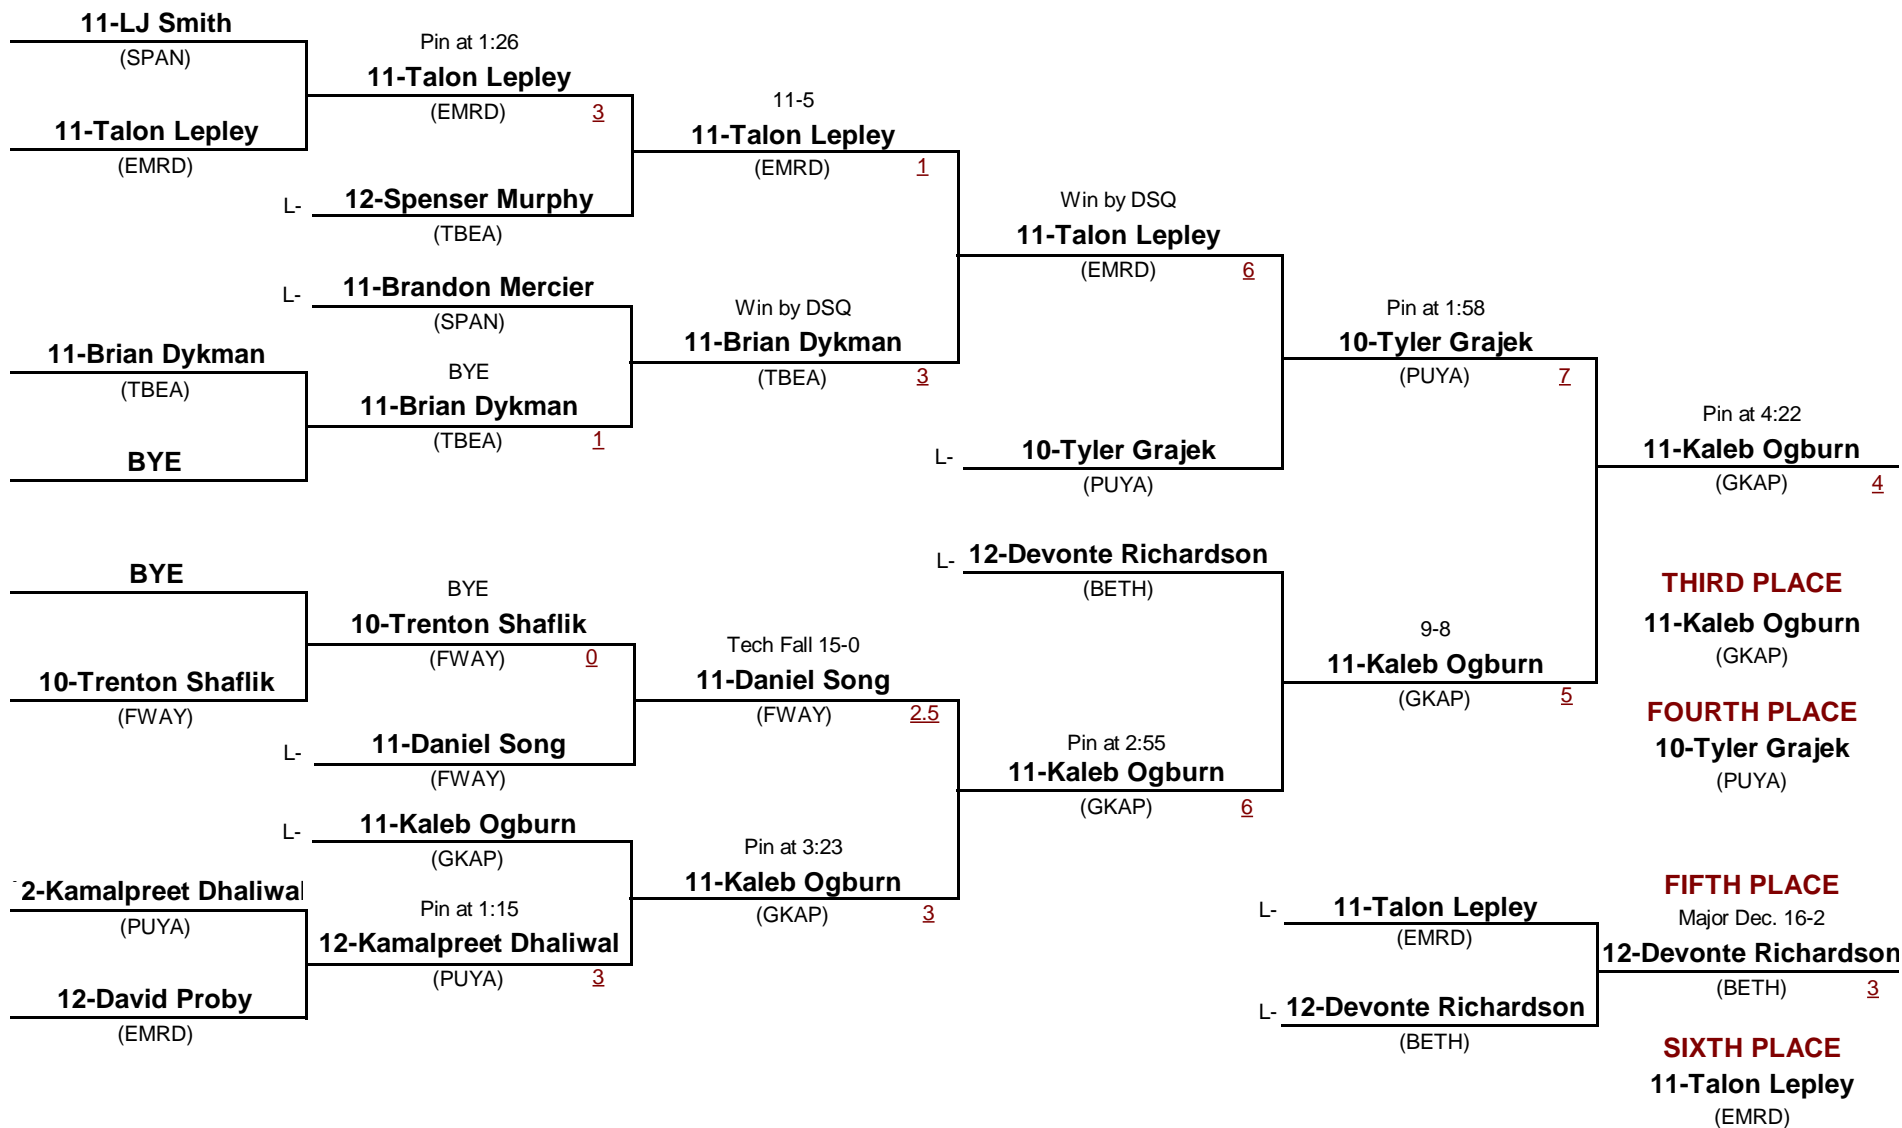 11-LJ Smith
(SPAN)
11-Talon Lepley
(EMRD)
11-Brian Dykman
(TBEA)
BYE
BYE
10-Trenton Shaflik
(FWAY)
2-Kamalpreet Dhaliwal
(PUYA)
12-David Proby
(EMRD)
Pin at 1:26
11-Talon Lepley
(EMRD) 3
L- 12-Spenser Murphy
(TBEA)
L- 11-Brandon Mercier
(SPAN)
BYE
11-Brian Dykman
(TBEA) 1
BYE
10-Trenton Shaflik
(FWAY) 0
L- 11-Daniel Song
(FWAY)
L- 11-Kaleb Ogburn
(GKAP)
Pin at 1:15
12-Kamalpreet Dhaliwal
(PUYA) 3
11-5
11-Talon Lepley
(EMRD) 1
Win by DSQ
11-Brian Dykman
(TBEA) 3
Tech Fall 15-0
11-Daniel Song
(FWAY) 2.5
Pin at 3:23
11-Kaleb Ogburn
(GKAP) 3
Win by DSQ
11-Talon Lepley
(EMRD) 6
L- 10-Tyler Grajek
(PUYA)
L- 12-Devonte Richardson
(BETH)
Pin at 2:55
11-Kaleb Ogburn
(GKAP) 6
Pin at 1:58
10-Tyler Grajek
(PUYA) 7
9-8
11-Kaleb Ogburn
(GKAP) 5
L- 11-Talon Lepley
(EMRD)
L- 12-Devonte Richardson
(BETH)
Pin at 4:22
11-Kaleb Ogburn
(GKAP) 4
THIRD PLACE
11-Kaleb Ogburn
(GKAP)
FOURTH PLACE
10-Tyler Grajek
(PUYA)
FIFTH PLACE
Major Dec. 16-2
12-Devonte Richardson
(BETH) 3
SIXTH PLACE
11-Talon Lepley
(EMRD)